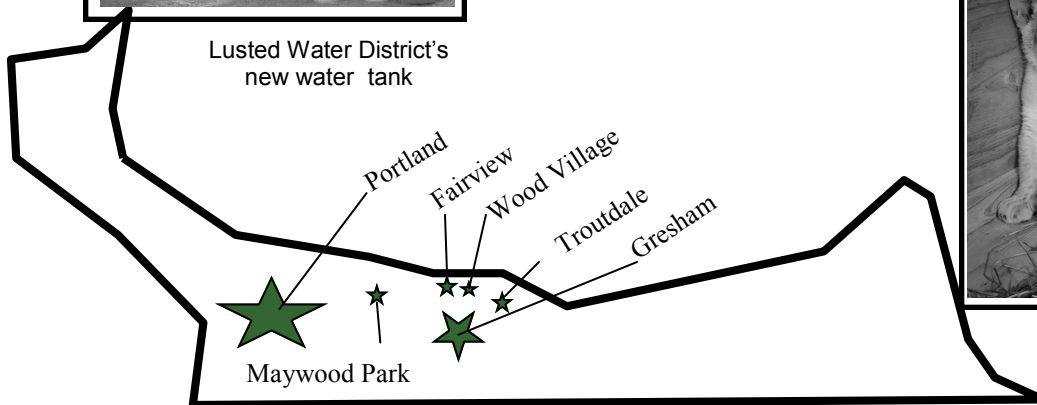 Lusted Water District's
new water tank
Portland
Fairview
Wood Village
Troutdale
Gresham
Maywood Park